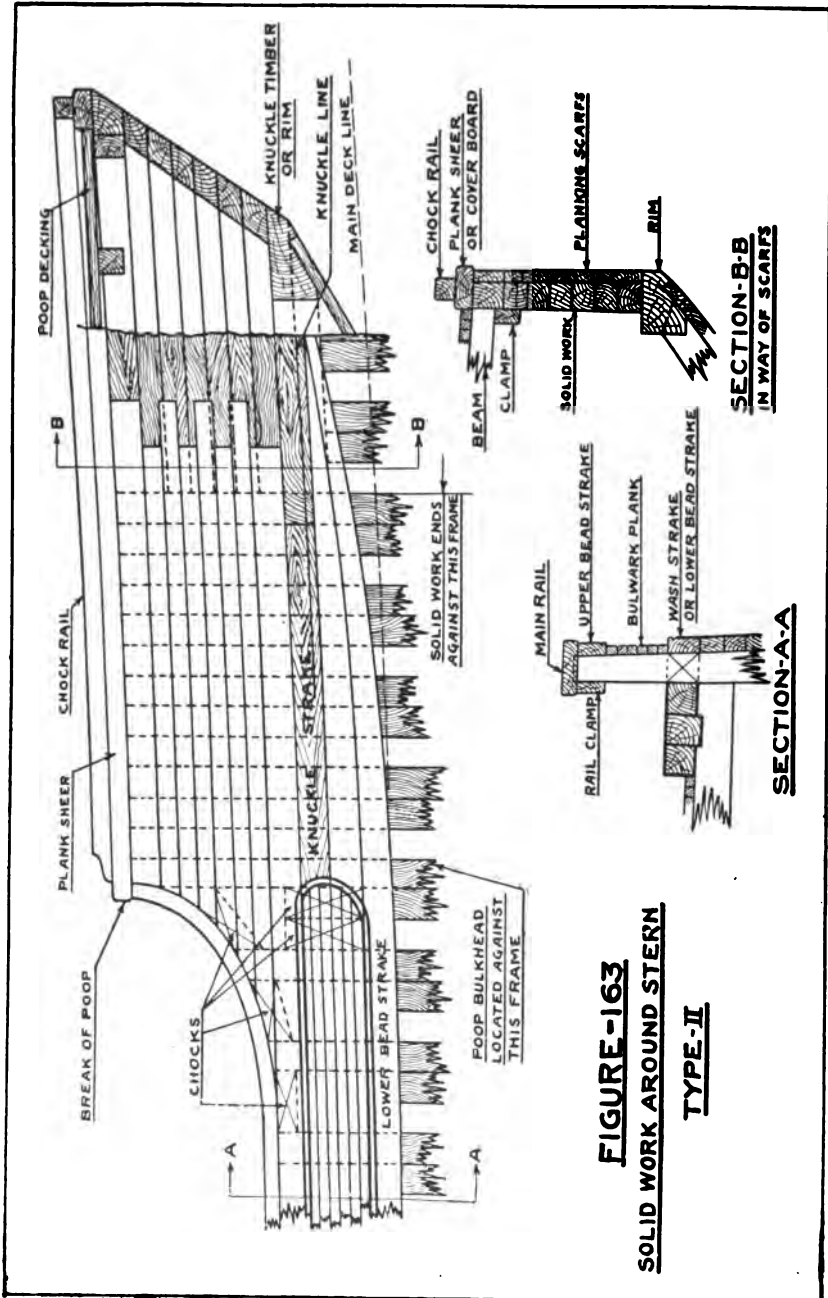 POOP DECKING
CHOCK RAIL
PLANK SHEER
BREAK OF POOP
KNUCKLE TIMBER
OR RIM
KNUCKLE LINE
MAIN DECK LINE
B
B
A
A
CHOCKS
KNUCKLE STRAKE
LOWER BEAD STRAKE
SOLID WORK ENDS
AGAINST THIS FRAME
POOP BULKHEAD
LOCATED AGAINST
THIS FRAME
CHOCK RAIL
PLANK SHEER
OR COVER BOARD
PLANKING SCARFS
RIM
BEAM
CLAMP
SOLID WORK
SECTION-B-B
IN WAY OF SCARFS
MAIN RAIL
UPPER BEAD STRAKE
BULWARK PLANK
WASH STRAKE
OR LOWER BEAD STRAKE
RAIL CLAMP
SECTION-A-A
FIGURE-163
SOLID WORK AROUND STERN
TYPE-II